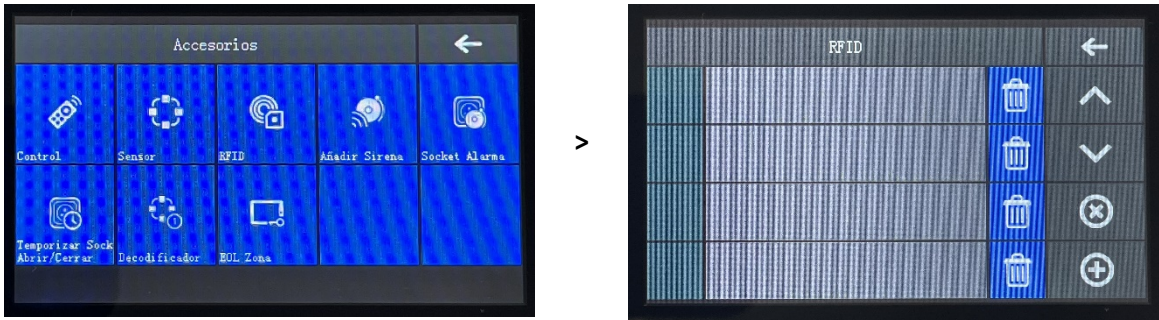 Accesorios
Control
Sensor
RFID
Añadir Sirena
Socket Alarma
Temporizar Sock
Abrir/Cerrar
Decodificador
EOL Zona
>
RFID